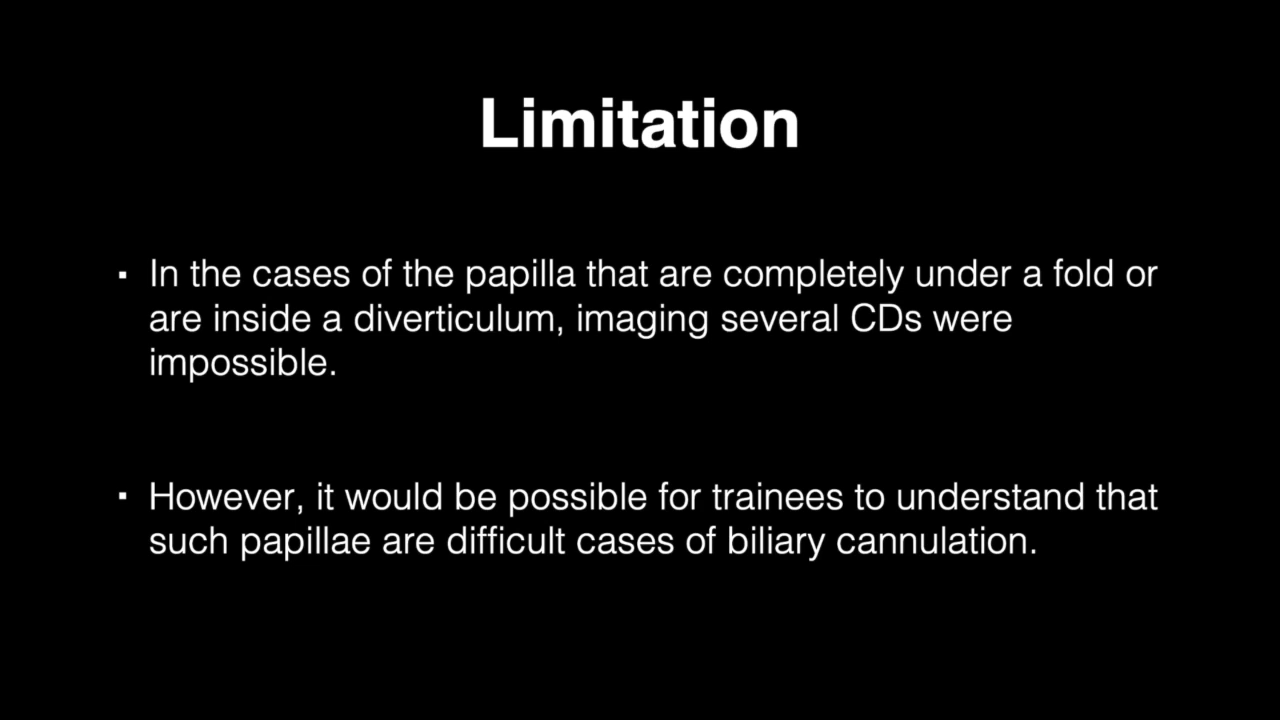 Limitation
▪ In the cases of the papilla that are completely under a fold or
are inside a diverticulum, imaging several CDs were
impossible.
▪ However, it would be possible for trainees to understand that
such papillae are difficult cases of biliary cannulation.